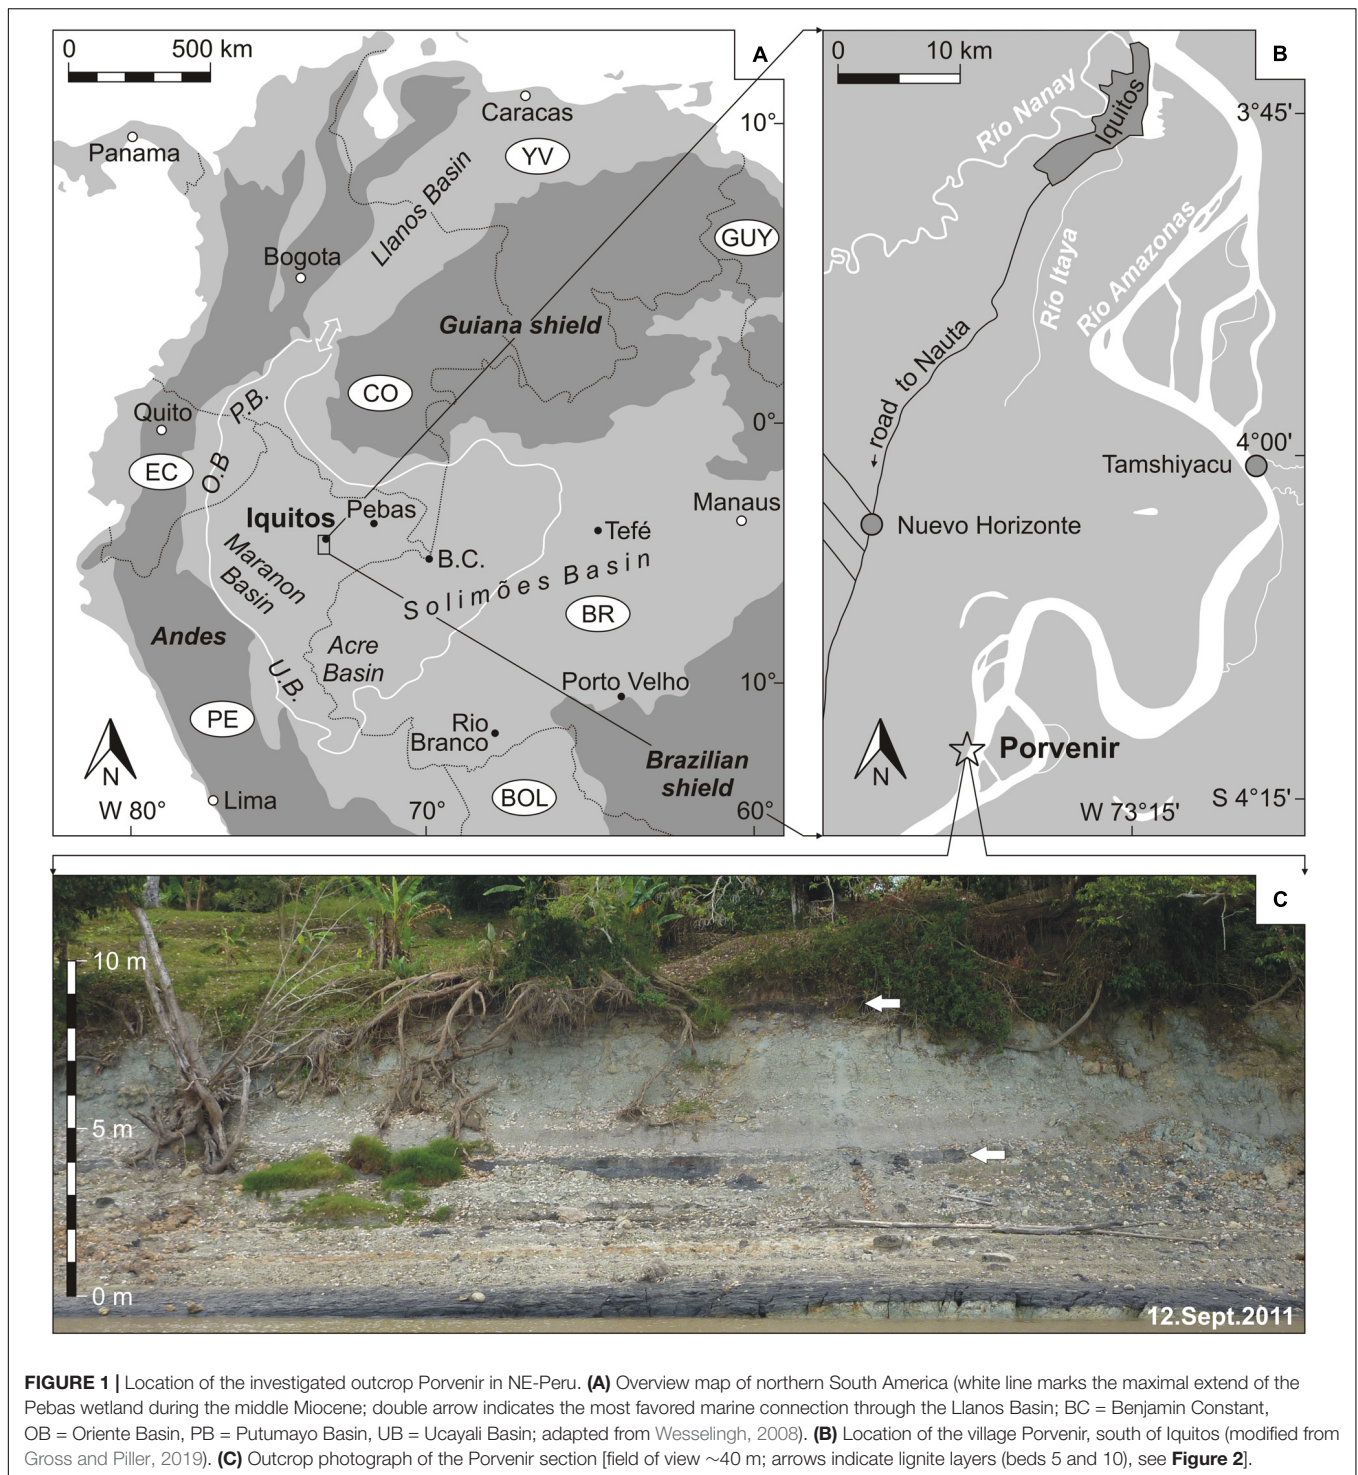 0 500 km
A
Caracas
10°
Panama
YV
Llanos Basin
GUY
Bogota
Guiana shield
CO
P.B.
Quito
0°
EC
O.B
Manaus
Pebas
Iquitos
Tefé
B.C.
Maranon
Basin
Solimões Basin
BR
Andes
Acre
Basin
U.B.
Porto Velho
PE
Rio
Branco
Brazilian
shield
10°
N
BOL
Lima
W 80°
70°
60°
0 10 km
B
Río Nanay
Iquitos
3°45'
Río Itaya
Río Amazonas
road to Nauta
4°00'
Tamshiyacu
Nuevo Horizonte
Porvenir
N
W 73°15'
S 4°15'
C
10 m
5 m
0 m
12.Sept.2011
FIGURE 1 | Location of the investigated outcrop Porvenir in NE-Peru. (A) Overview map of northern South America (white line marks the maximal extend of the
Pebas wetland during the middle Miocene; double arrow indicates the most favored marine connection through the Llanos Basin; BC = Benjamin Constant,
OB = Oriente Basin, PB = Putumayo Basin, UB = Ucayali Basin; adapted from Wesselingh, 2008). (B) Location of the village Porvenir, south of Iquitos (modified from
Gross and Piller, 2019). (C) Outcrop photograph of the Porvenir section [field of view ~40 m; arrows indicate lignite layers (beds 5 and 10), see Figure 2].